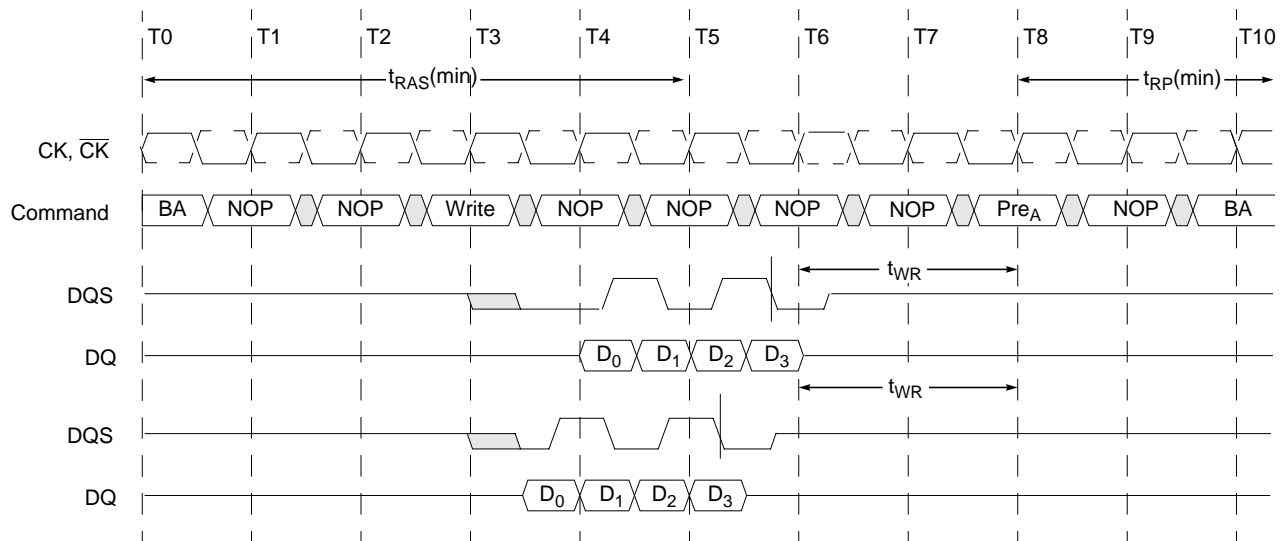 T0 T1 T2 T3 T4 T5 T6 T7 T8 T9 T10
tRAS(min) tRP(min)
CK, CK
Command BA NOP NOP Write NOP NOP NOP NOP PreA NOP BA
tWR
DQS
DQ D0 D1 D2 D3
tWR
DQS
DQ D0 D1 D2 D3